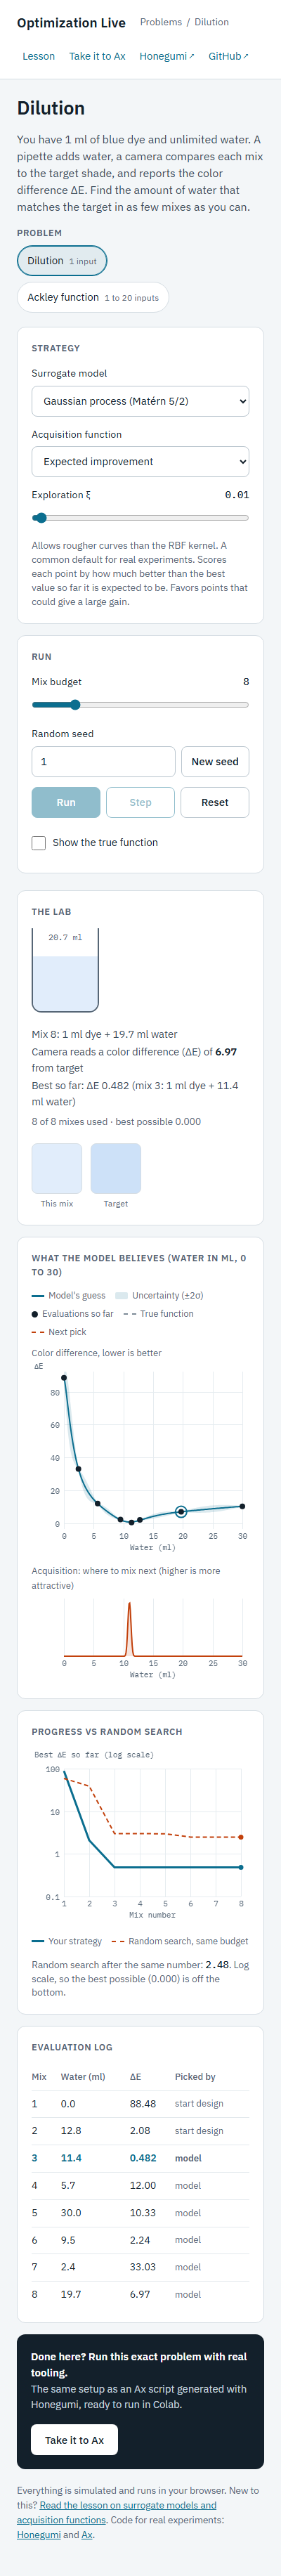 Optimization Live Problems / Dilution
Lesson Take it to Ax Honegumi↗ GitHub↗
Dilution
You have 1 ml of blue dye and unlimited water. A
pipette adds water, a camera compares each mix
to the target shade, and reports the color
difference ΔE. Find the amount of water that
matches the target in as few mixes as you can.
PROBLEM
Dilution 1 input
Ackley function 1 to 20 inputs
STRATEGY
Surrogate model
Gaussian process (Matérn 5/2)
Acquisition function
Expected improvement
Exploration ξ 0.01
Allows rougher curves than the RBF kernel. A
common default for real experiments. Scores
each point by how much better than the best
value so far it is expected to be. Favors points that
could give a large gain.
RUN
Mix budget 8
Random seed
1 New seed
Run Step Reset
Show the true function
THE LAB
20.7 ml
Mix 8: 1 ml dye + 19.7 ml water
Camera reads a color difference (ΔE) of 6.97
from target
Best so far: ΔE 0.482 (mix 3: 1 ml dye + 11.4
ml water)
8 of 8 mixes used · best possible 0.000
This mix Target
WHAT THE MODEL BELIEVES (WATER IN ML, 0
TO 30)
Model's guess Uncertainty (±2σ)
Evaluations so far True function
Next pick
Color difference, lower is better
ΔE
80
60
40
20
0
0 5 10 15 20 25 30
Water (ml)
Acquisition: where to mix next (higher is more
attractive)
0 5 10 15 20 25 30
Water (ml)
PROGRESS VS RANDOM SEARCH
Best ΔE so far (log scale)
100
10
1
0.1
1 2 3 4 5 6 7 8
Mix number
Your strategy Random search, same budget
Random search after the same number: 2.48. Log
scale, so the best possible (0.000) is off the
bottom.
EVALUATION LOG
Mix Water (ml) ΔE Picked by
1 0.0 88.48 start design
2 12.8 2.08 start design
3 11.4 0.482 model
4 5.7 12.00 model
5 30.0 10.33 model
6 9.5 2.24 model
7 2.4 33.03 model
8 19.7 6.97 model
Done here? Run this exact problem with real
tooling.
The same setup as an Ax script generated with
Honegumi, ready to run in Colab.
Take it to Ax
Everything is simulated and runs in your browser. New to
this? Read the lesson on surrogate models and
acquisition functions. Code for real experiments:
Honegumi and Ax.